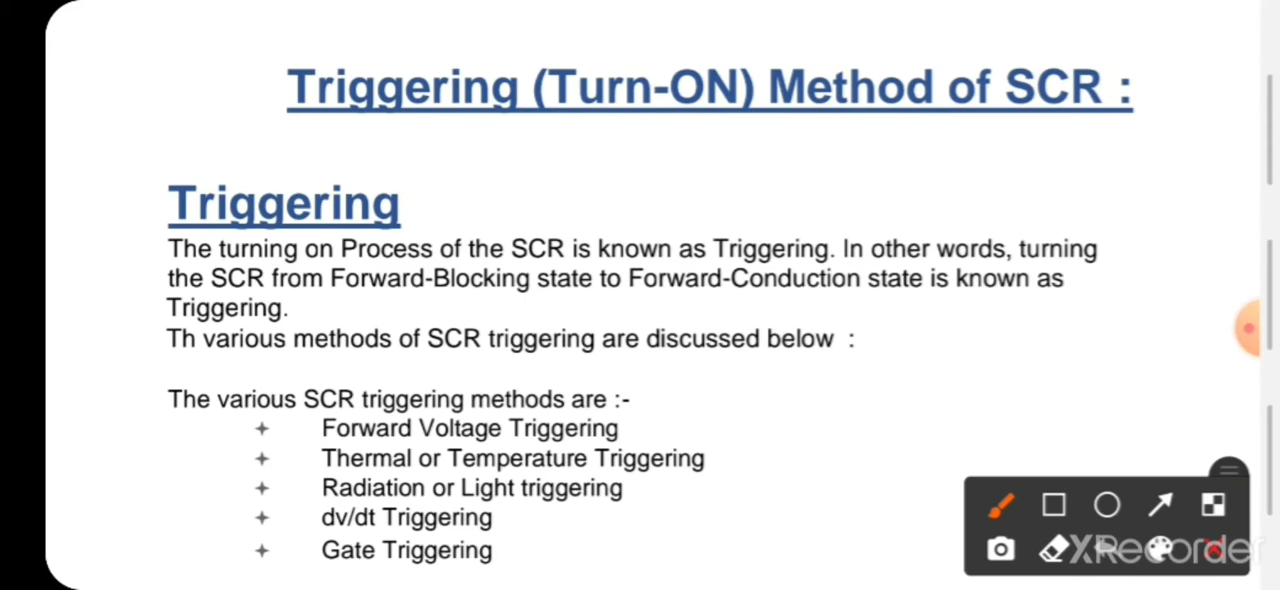 Triggering (Turn-ON) Method of SCR :
Triggering
The turning on Process of the SCR is known as Triggering. In other words, turning
the SCR from Forward-Blocking state to Forward-Conduction state is known as
Triggering.
Th various methods of SCR triggering are discussed below :
The various SCR triggering methods are :-
Forward Voltage Triggering
Thermal or Temperature Triggering
Radiation or Light triggering
dv/dt Triggering
Gate Triggering
XRecorder